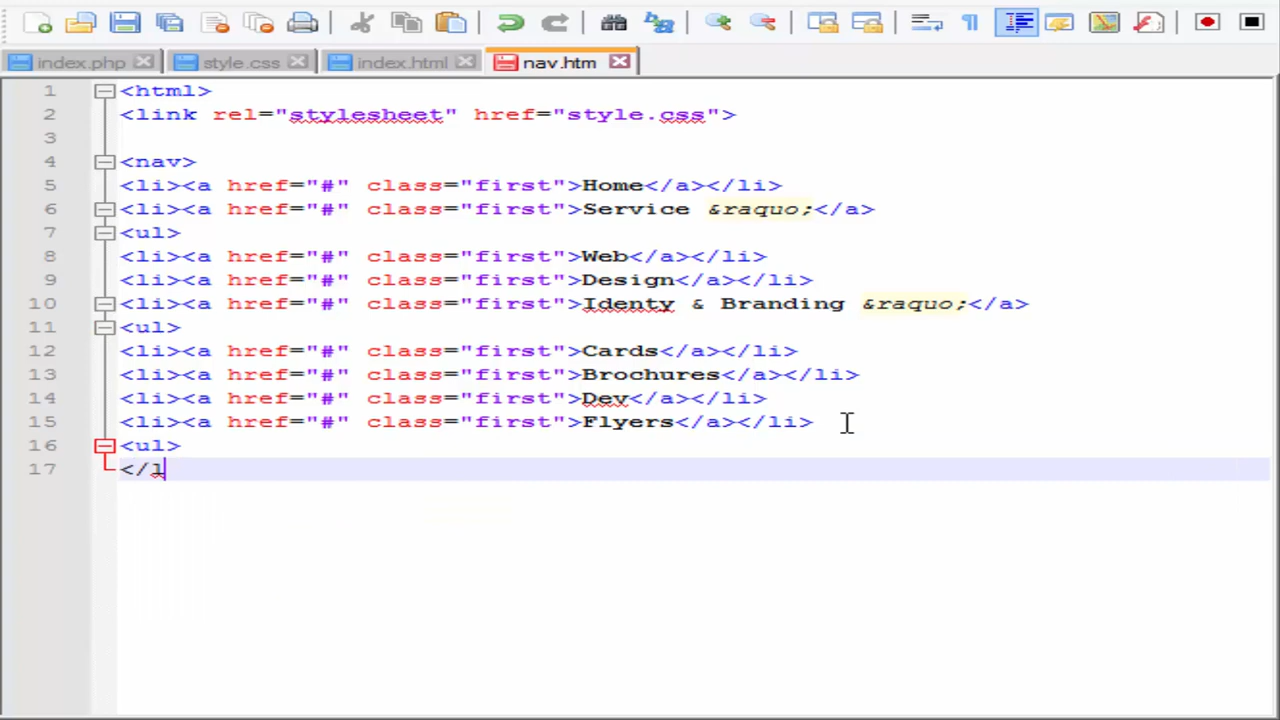 index.php style.css index.html nav.htm
1 <html>
2 <link rel="stylesheet" href="style.css">
3
4 <nav>
5 <li><a href="#" class="first">Home</a></li>
6 <li><a href="#" class="first">Service &raquo;</a>
7 <ul>
8 <li><a href="#" class="first">Web</a></li>
9 <li><a href="#" class="first">Design</a></li>
10 <li><a href="#" class="first">Identy & Branding &raquo;</a>
11 <ul>
12 <li><a href="#" class="first">Cards</a></li>
13 <li><a href="#" class="first">Brochures</a></li>
14 <li><a href="#" class="first">Dev</a></li>
15 <li><a href="#" class="first">Flyers</a></li>
16 <ul>
17 </l